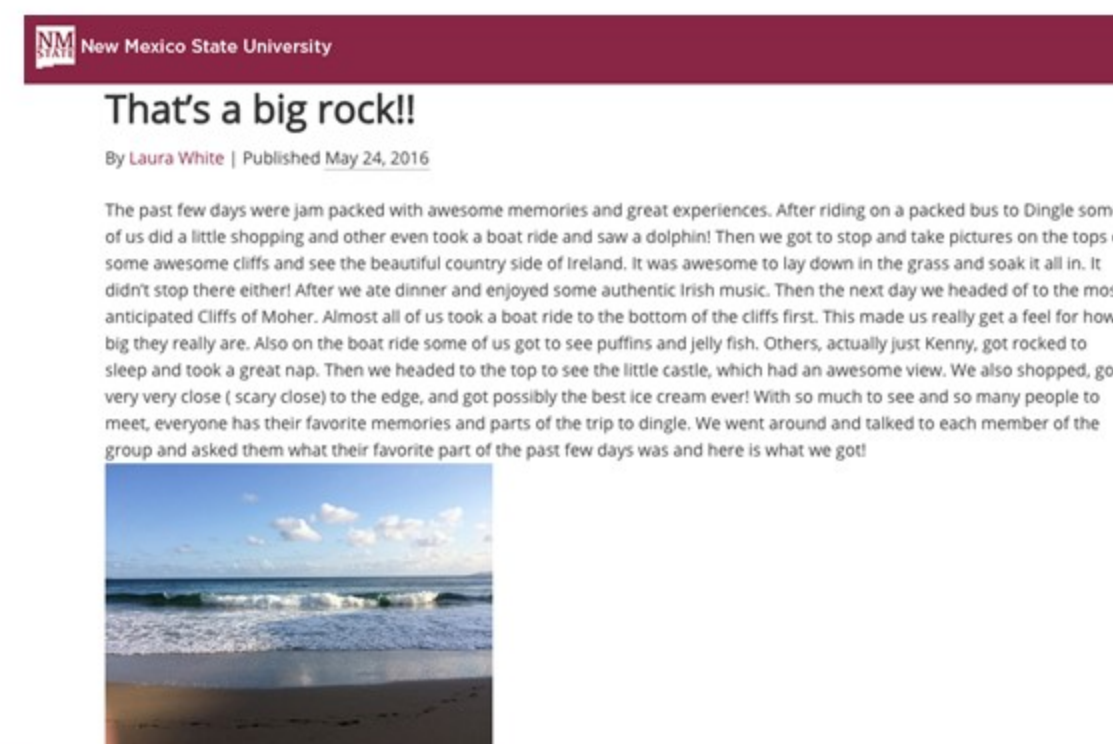 NM
STATE
New Mexico State University
That's a big rock!!
By Laura White | Published May 24, 2016
The past few days were jam packed with awesome memories and great experiences. After riding on a packed bus to Dingle som
of us did a little shopping and other even took a boat ride and saw a dolphin! Then we got to stop and take pictures on the tops
some awesome cliffs and see the beautiful country side of Ireland. It was awesome to lay down in the grass and soak it all in. It
didn't stop there either! After we ate dinner and enjoyed some authentic Irish music. Then the next day we headed of to the mos
anticipated Cliffs of Moher. Almost all of us took a boat ride to the bottom of the cliffs first. This made us really get a feel for how
big they really are. Also on the boat ride some of us got to see puffins and jelly fish. Others, actually just Kenny, got rocked to
sleep and took a great nap. Then we headed to the top to see the little castle, which had an awesome view. We also shopped, go
very very close ( scary close) to the edge, and got possibly the best ice cream ever! With so much to see and so many people to
meet, everyone has their favorite memories and parts of the trip to dingle. We went around and talked to each member of the
group and asked them what their favorite part of the past few days was and here is what we got!